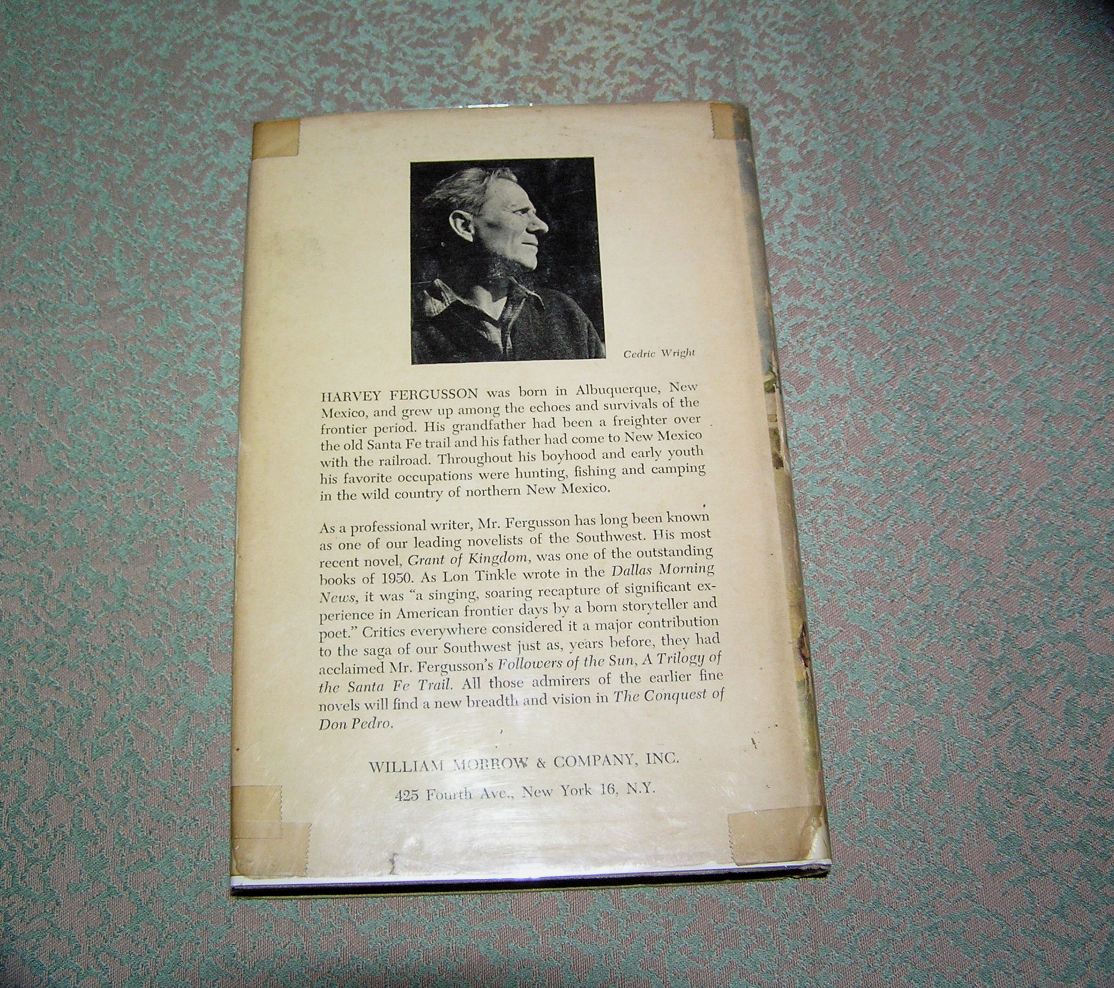 Cedric Wright
HARVEY FERGUSSON was born in Albuquerque, New
Mexico, and grew up among the echoes and survivals of the
frontier period. His grandfather had been a freighter over
the old Santa Fe trail and his father had come to New Mexico
with the railroad. Throughout his boyhood and early youth
his favorite occupations were hunting, fishing and camping
in the wild country of northern New Mexico.
As a professional writer, Mr. Fergusson has long been known
as one of our leading novelists of the Southwest. His most
recent novel, Grant of Kingdom, was one of the outstanding
books of 1950. As Lon Tinkle wrote in the Dallas Morning
News, it was “a singing, soaring recapture of significant ex-
perience in American frontier days by a born storyteller and
poet.” Critics everywhere considered it a major contribution
to the saga of our Southwest just as, years before, they had
acclaimed Mr. Fergusson's Followers of the Sun, A Trilogy of
the Santa Fe Trail. All those admirers of the earlier fine
novels will find a new breadth and vision in The Conquest of
Don Pedro.
WILLIAM MORROW & COMPANY, INC.
425 Fourth Ave., New York 16, N.Y.